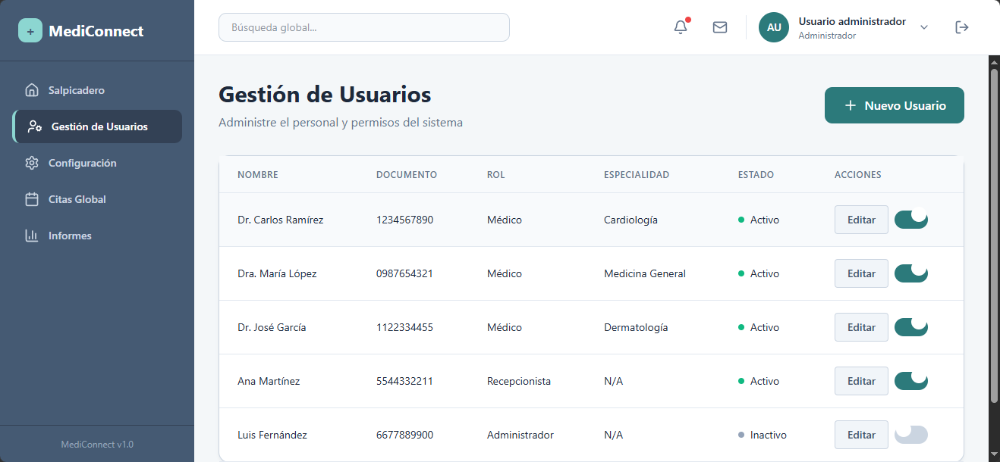 + MediConnect
Búsqueda global...
AU
Usuario administrador
Administrador
Salpicadero
Gestión de Usuarios
Configuración
Citas Global
Informes
MediConnect v1.0
Gestión de Usuarios
Administre el personal y permisos del sistema
+ Nuevo Usuario
NOMBRE DOCUMENTO ROL ESPECIALIDAD ESTADO ACCIONES
Dr. Carlos Ramírez 1234567890 Médico Cardiología Activo Editar
Dra. María López 0987654321 Médico Medicina General Activo Editar
Dr. José García 1122334455 Médico Dermatología Activo Editar
Ana Martínez 5544332211 Recepcionista N/A Activo Editar
Luis Fernández 6677889900 Administrador N/A Inactivo Editar